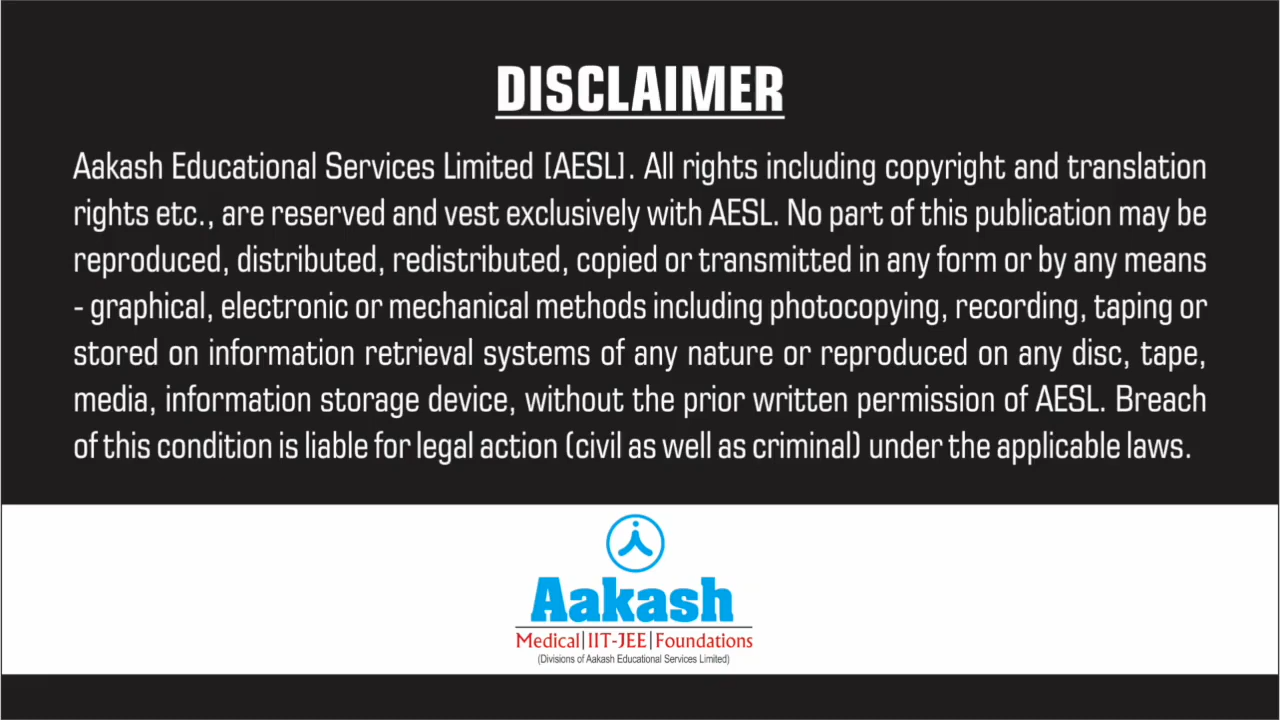 DISCLAIMER
Aakash Educational Services Limited [AESL]. All rights including copyright and translation
rights etc., are reserved and vest exclusively with AESL. No part of this publication may be
reproduced, distributed, redistributed, copied or transmitted in any form or by any means
- graphical, electronic or mechanical methods including photocopying, recording, taping or
stored on information retrieval systems of any nature or reproduced on any disc, tape,
media, information storage device, without the prior written permission of AESL. Breach
of this condition is liable for legal action (civil as well as criminal) under the applicable laws.
Aakash
Medical|IIT-JEE|Foundations
(Divisions of Aakash Educational Services Limited)